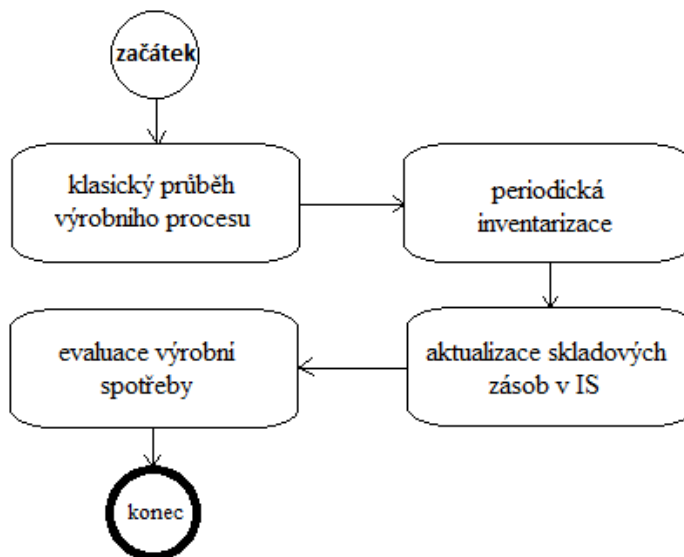 začátek
klasický průběh
výrobního procesu
periodická
inventarizace
aktualizace skladových
zásob v IS
evaluace výrobní
spotřeby
konec